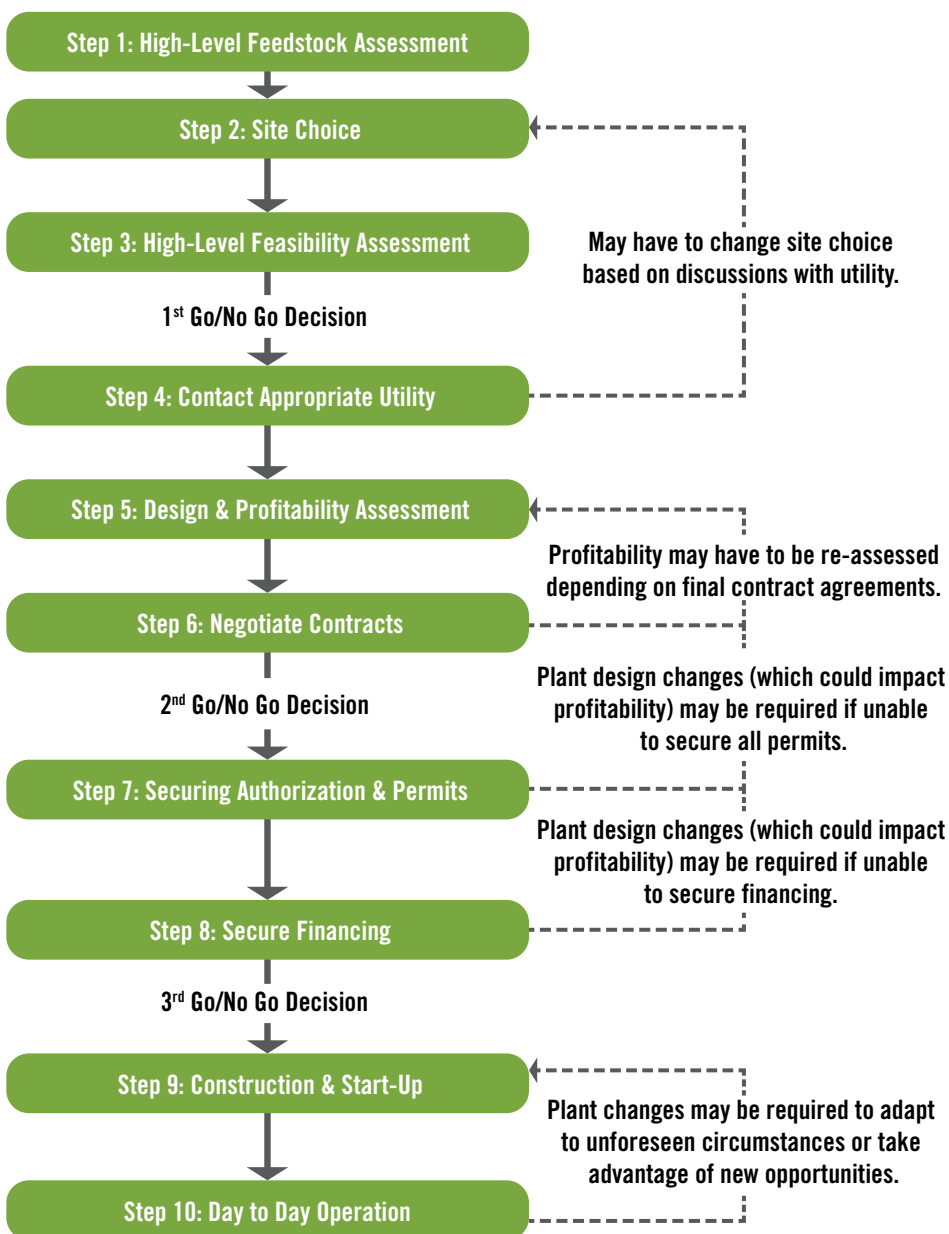 Step 1: High-Level Feedstock Assessment
Step 2: Site Choice
Step 3: High-Level Feasibility Assessment
May have to change site choice
based on discussions with utility.
1st Go/No Go Decision
Step 4: Contact Appropriate Utility
Step 5: Design & Profitability Assessment
Profitability may have to be re-assessed
depending on final contract agreements.
Step 6: Negotiate Contracts
2nd Go/No Go Decision
Plant design changes (which could impact
profitability) may be required if unable
to secure all permits.
Step 7: Securing Authorization & Permits
Plant design changes (which could impact
profitability) may be required if unable
to secure financing.
Step 8: Secure Financing
3rd Go/No Go Decision
Step 9: Construction & Start-Up
Plant changes may be required to adapt
to unforeseen circumstances or take
advantage of new opportunities.
Step 10: Day to Day Operation